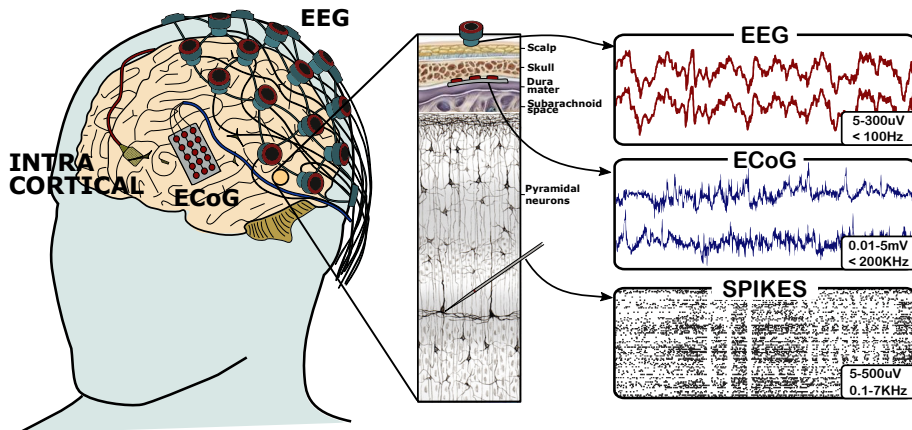 EEG
INTRA
CORTICAL
ECoG
Scalp
Skull
Dura
mater
Subarachnoid
space
Pyramidal
neurons
EEG
5-300uV
< 100Hz
ECoG
0.01-5mV
< 200KHz
SPIKES
5-500uV
0.1-7KHz